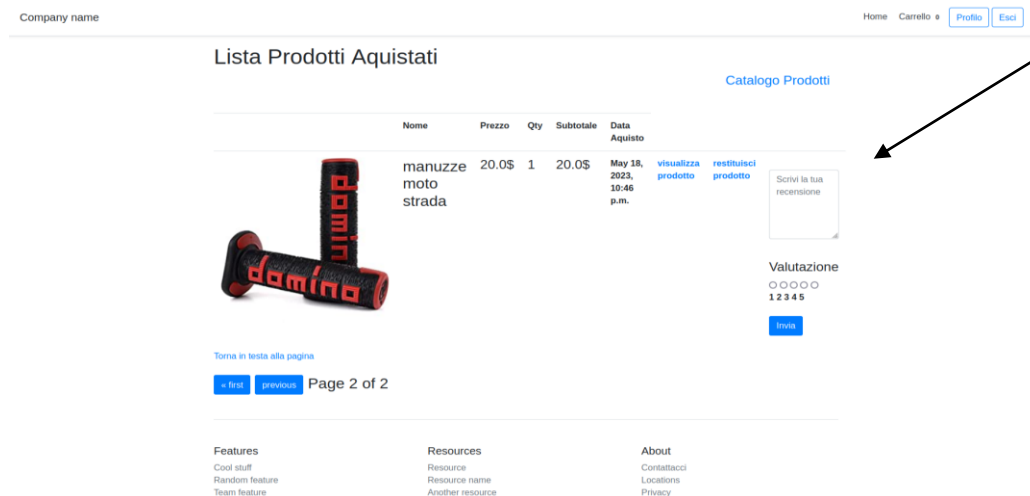 Company name
Home Carrello 0 Profilo Esci
Lista Prodotti Aquistati
Catalogo Prodotti
Nome Prezzo Qty Subtotale Data Aquisto
manuzze moto strada 20.0$ 1 20.0$ May 18, 2023, 10:46 p.m. visualizza prodotto restituisci prodotto
Scrivi la tua recensione
domino
domino
Valutazione
1 2 3 4 5
Invia
Torna in testa alla pagina
« first previous Page 2 of 2
Features Resources About
Cool stuff Resource Contattacci
Random feature Resource name Locations
Team feature Another resource Privacy